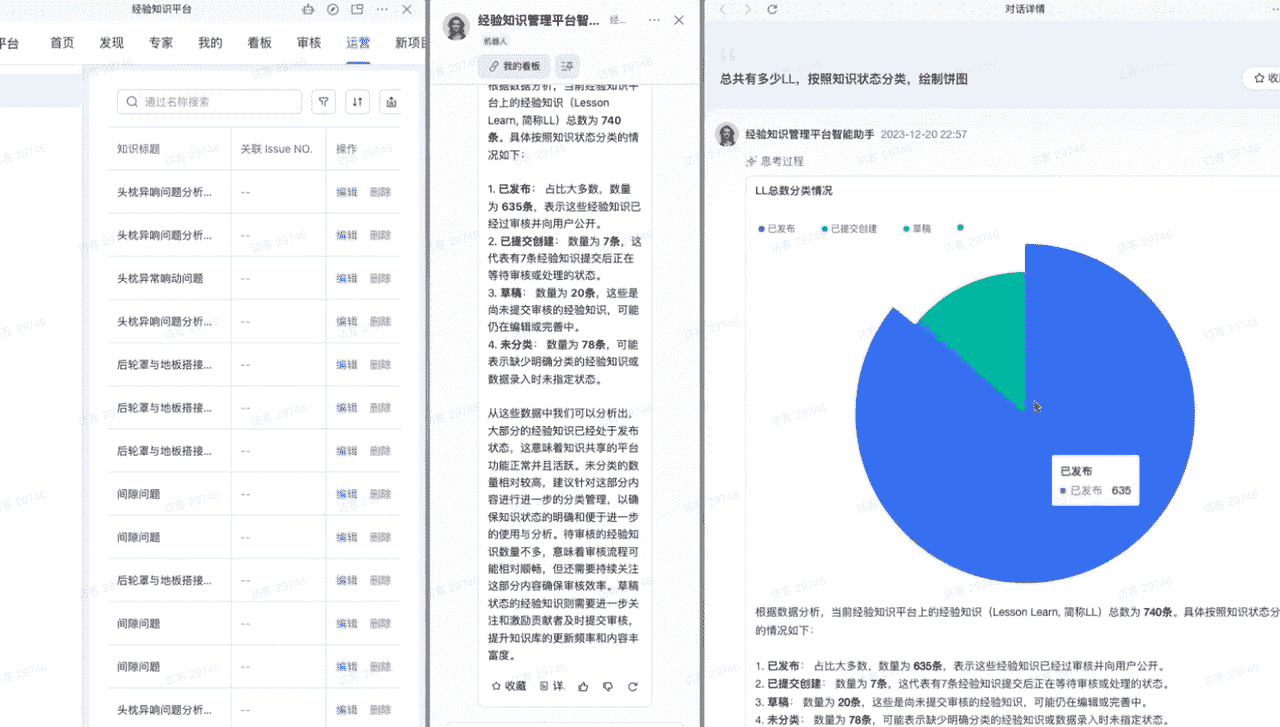 经验知识平台
平台 首页 发现 专家 我的 看板 审核 运营 新项目
通过名称搜索
知识标题 关联 Issue NO. 操作
头枕异响问题分析... -- 编辑 删除
头枕异响问题分析... -- 编辑 删除
头枕异常响动问题 -- 编辑 删除
头枕异响问题分析... -- 编辑 删除
后轮罩与地板搭接... -- 编辑 删除
后轮罩与地板搭接... -- 编辑 删除
后轮罩与地板搭接... -- 编辑 删除
间隙问题 -- 编辑 删除
间隙问题 -- 编辑 删除
后轮罩与地板搭接... -- 编辑 删除
间隙问题 -- 编辑 删除
间隙问题 -- 编辑 删除
头枕异响问题分析... -- 编辑 删除
经验知识管理平台智... 经...
机器人
我的看板
根据数据分析，当前经验知识平
台上的经验知识（Lesson
Learn, 简称LL）总数为 740
条。具体按照知识状态分类的情
况如下：
1. 已发布： 占比大多数，数量
为 635条，表示这些经验知识已
经过审核并向用户公开。
2. 已提交创建： 数量为 7条，这
代表有7条经验知识提交后正在
等待审核或处理的状态。
3. 草稿： 数量为 20条，这些是
尚未提交审核的经验知识，可能
仍在编辑或完善中。
4. 未分类： 数量为 78条，可能
表示缺少明确分类的经验知识或
数据录入时未指定状态。
从这些数据中我们可以分析出，
大部分的经验知识已经处于发布
状态，这意味着知识共享的平台
功能正常并且活跃。未分类的数
量相对较高，建议针对这部分内
容进行进一步的分类管理，以确
保知识状态的明确和便于进一步
的使用与分析。待审核的经验知
识数量不多，意味着审核流程可
能相对顺畅，但还需要持续关注
这部分内容确保审核效率。草稿
状态的经验知识则需要进一步关
注和激励贡献者及时提交审核，
提升知识库的更新频率和内容丰
富度。
收藏 详
对话详情
总共有多少LL，按照知识状态分类，绘制饼图
收
经验知识管理平台智能助手 2023-12-20 22:57
思考过程
LL总数分类情况
已发布 已提交创建 草稿
已发布
已发布 635
根据数据分析，当前经验知识平台上的经验知识（Lesson Learn, 简称LL）总数为 740条。具体按照知识状态分
的情况如下：
1. 已发布： 占比大多数，数量为 635条，表示这些经验知识已经过审核并向用户公开。
2. 已提交创建： 数量为 7条，这代表有7条经验知识提交后正在等待审核或处理的状态。
3. 草稿： 数量为 20条，这些是尚未提交审核的经验知识，可能仍在编辑或完善中。
4. 未分类： 数量为 78条，可能表示缺少明确分类的经验知识或数据录入时未指定状态。
访客 29746